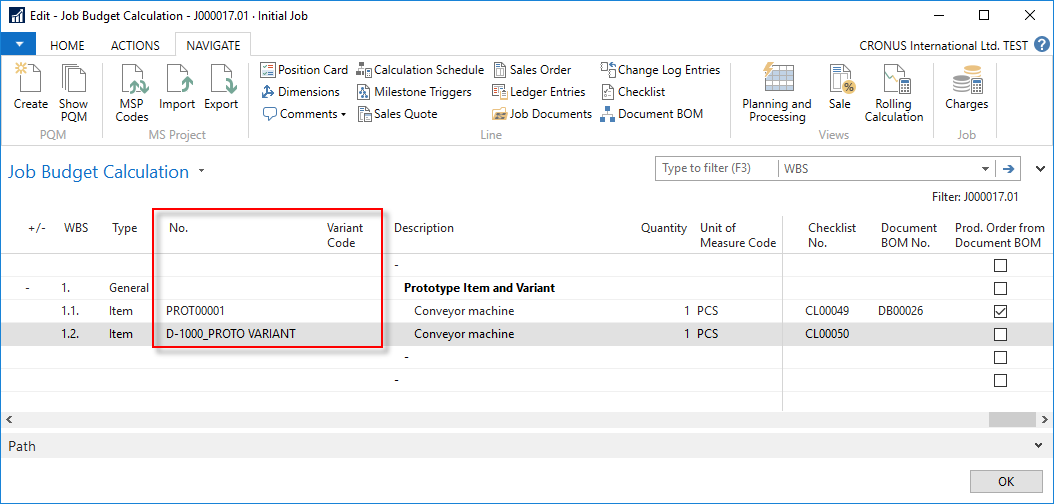 Edit - Job Budget Calculation - J000017.01 · Initial Job
HOME ACTIONS NAVIGATE CRONUS International Ltd. TEST ?
Position Card Calculation Schedule Sales Order Change Log Entries
Dimensions Milestone Triggers Ledger Entries Checklist
Comments Sales Quote Job Documents Document BOM
Create Show PQM MSP Codes Import Export Planning and Processing Sale Rolling Calculation Charges
PQM MS Project Line Views Job
Job Budget Calculation
Type to filter (F3) WBS
Filter: J000017.01
+/- WBS Type No. Variant Code Description Quantity Unit of Measure Code Checklist No. Document BOM No. Prod. Order from Document BOM
-
- 1. General Prototype Item and Variant
1.1. Item PROT00001 Conveyor machine 1 PCS CL00049 DB00026
1.2. Item D-1000_PROTO VARIANT Conveyor machine 1 PCS CL00050
-
-
Path
OK